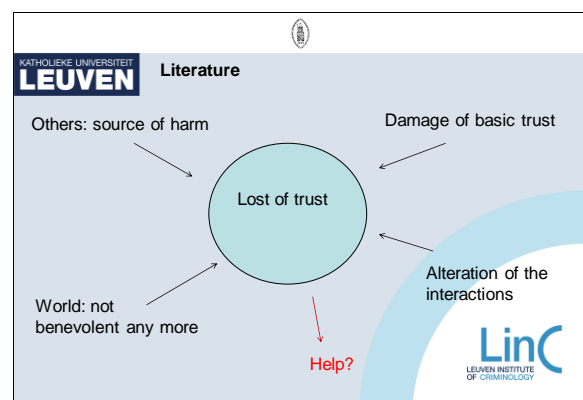 KATHOLIEKE UNIVERSITEIT
LEUVEN
Literature
Others: source of harm
Damage of basic trust
Lost of trust
World: not
benevolent any more
Alteration of the
interactions
Help?
LinC
LEUVEN INSTITUTE
OF CRIMINOLOGY